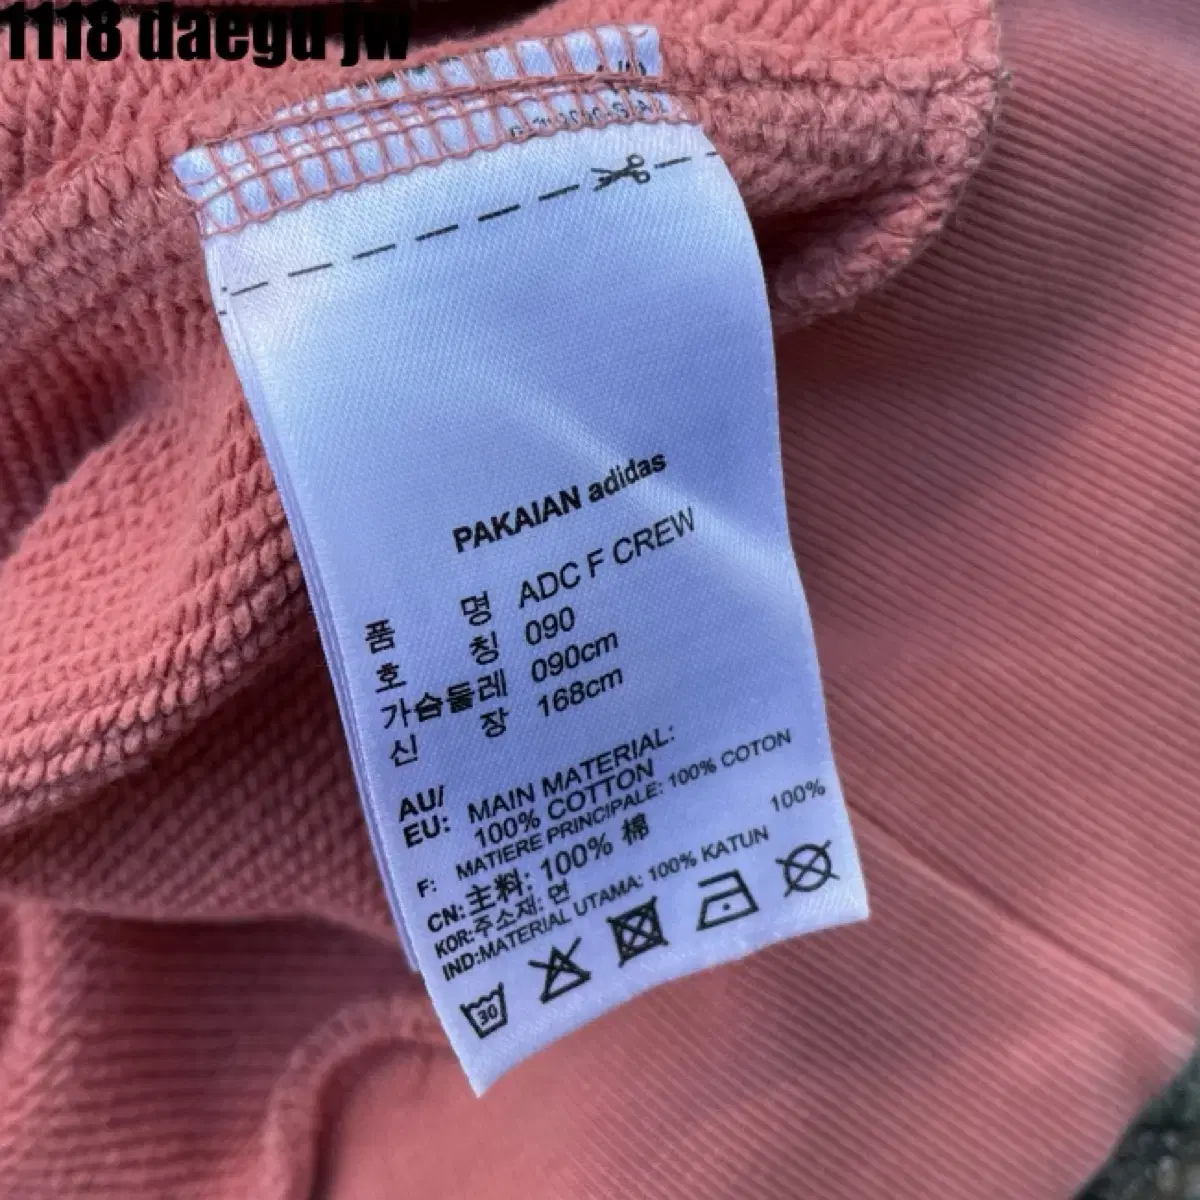 1118 daegu jw
PAKAIAN adidas
품 명 ADC F CREW
호 칭 090
가슴둘레 090cm
신 장 168cm
AU/
EU: MAIN MATERIAL:
100% COTTON
F: MATIERE PRINCIPALE: 100% COTON
CN: 主料: 100% 棉
KOR:주소재: 면 100%
IND:MATERIAL UTAMA: 100% KATUN
30